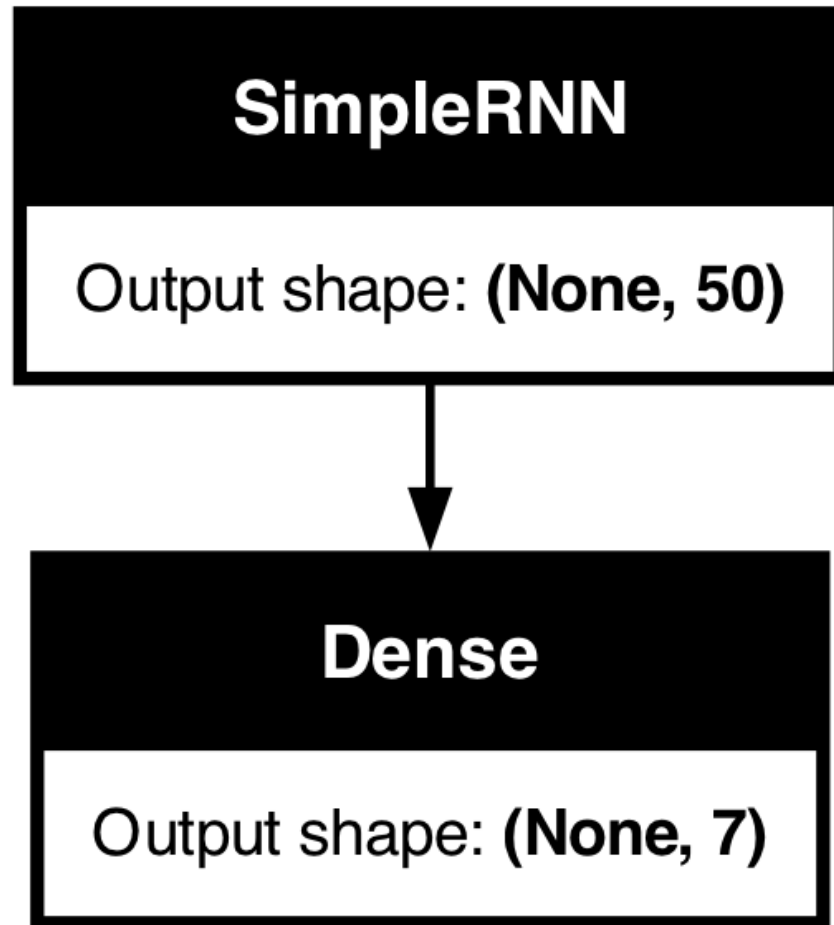 SimpleRNN
Output shape: (None, 50)
Dense
Output shape: (None, 7)